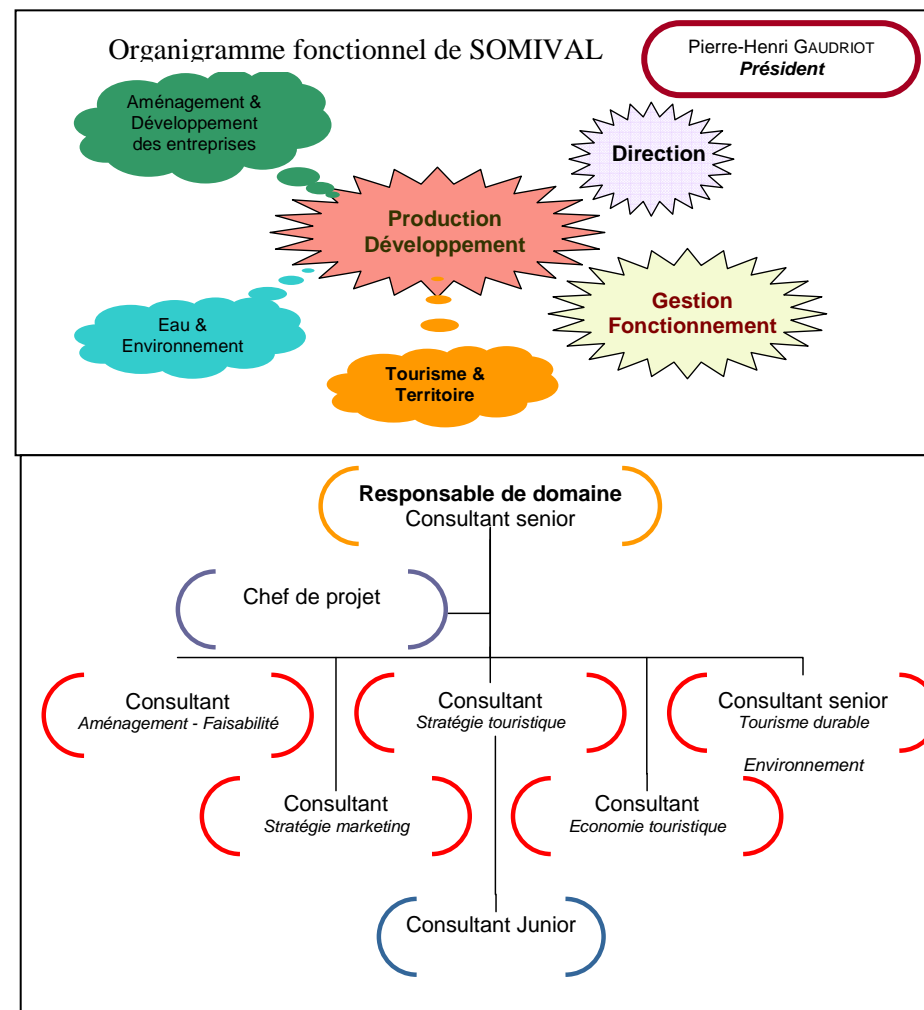 Organigramme fonctionnel de SOMIVAL
Pierre-Henri GAUDRIOT
Président
Aménagement &
Développement
des entreprises
Direction
Production
Développement
Gestion
Fonctionnement
Eau &
Environnement
Tourisme &
Territoire
Responsable de domaine
Consultant senior
Chef de projet
Consultant
Aménagement - Faisabilité
Consultant
Stratégie touristique
Consultant senior
Tourisme durable
Environnement
Consultant
Stratégie marketing
Consultant
Economie touristique
Consultant Junior